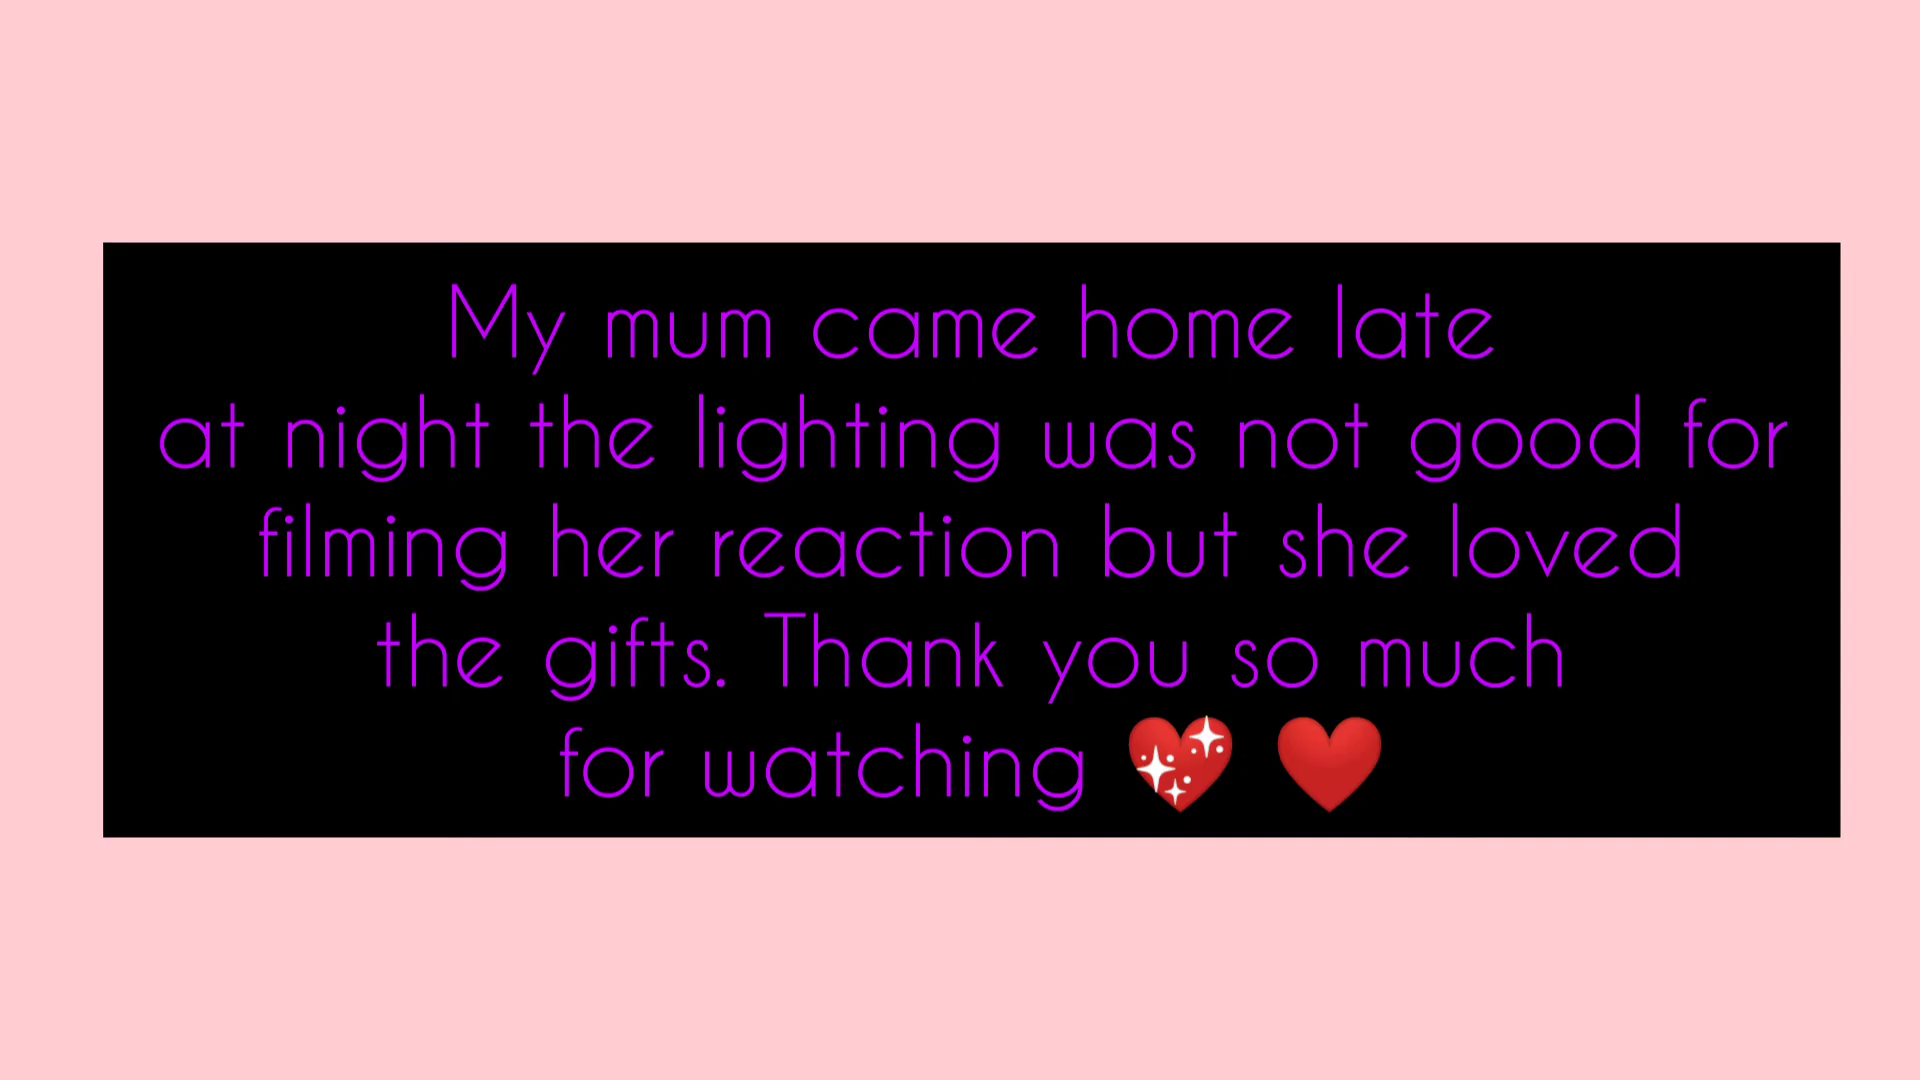 My mum came home late
at night the lighting was not good for
filming her reaction but she loved
the gifts. Thank you so much
for watching 💖 ❤️